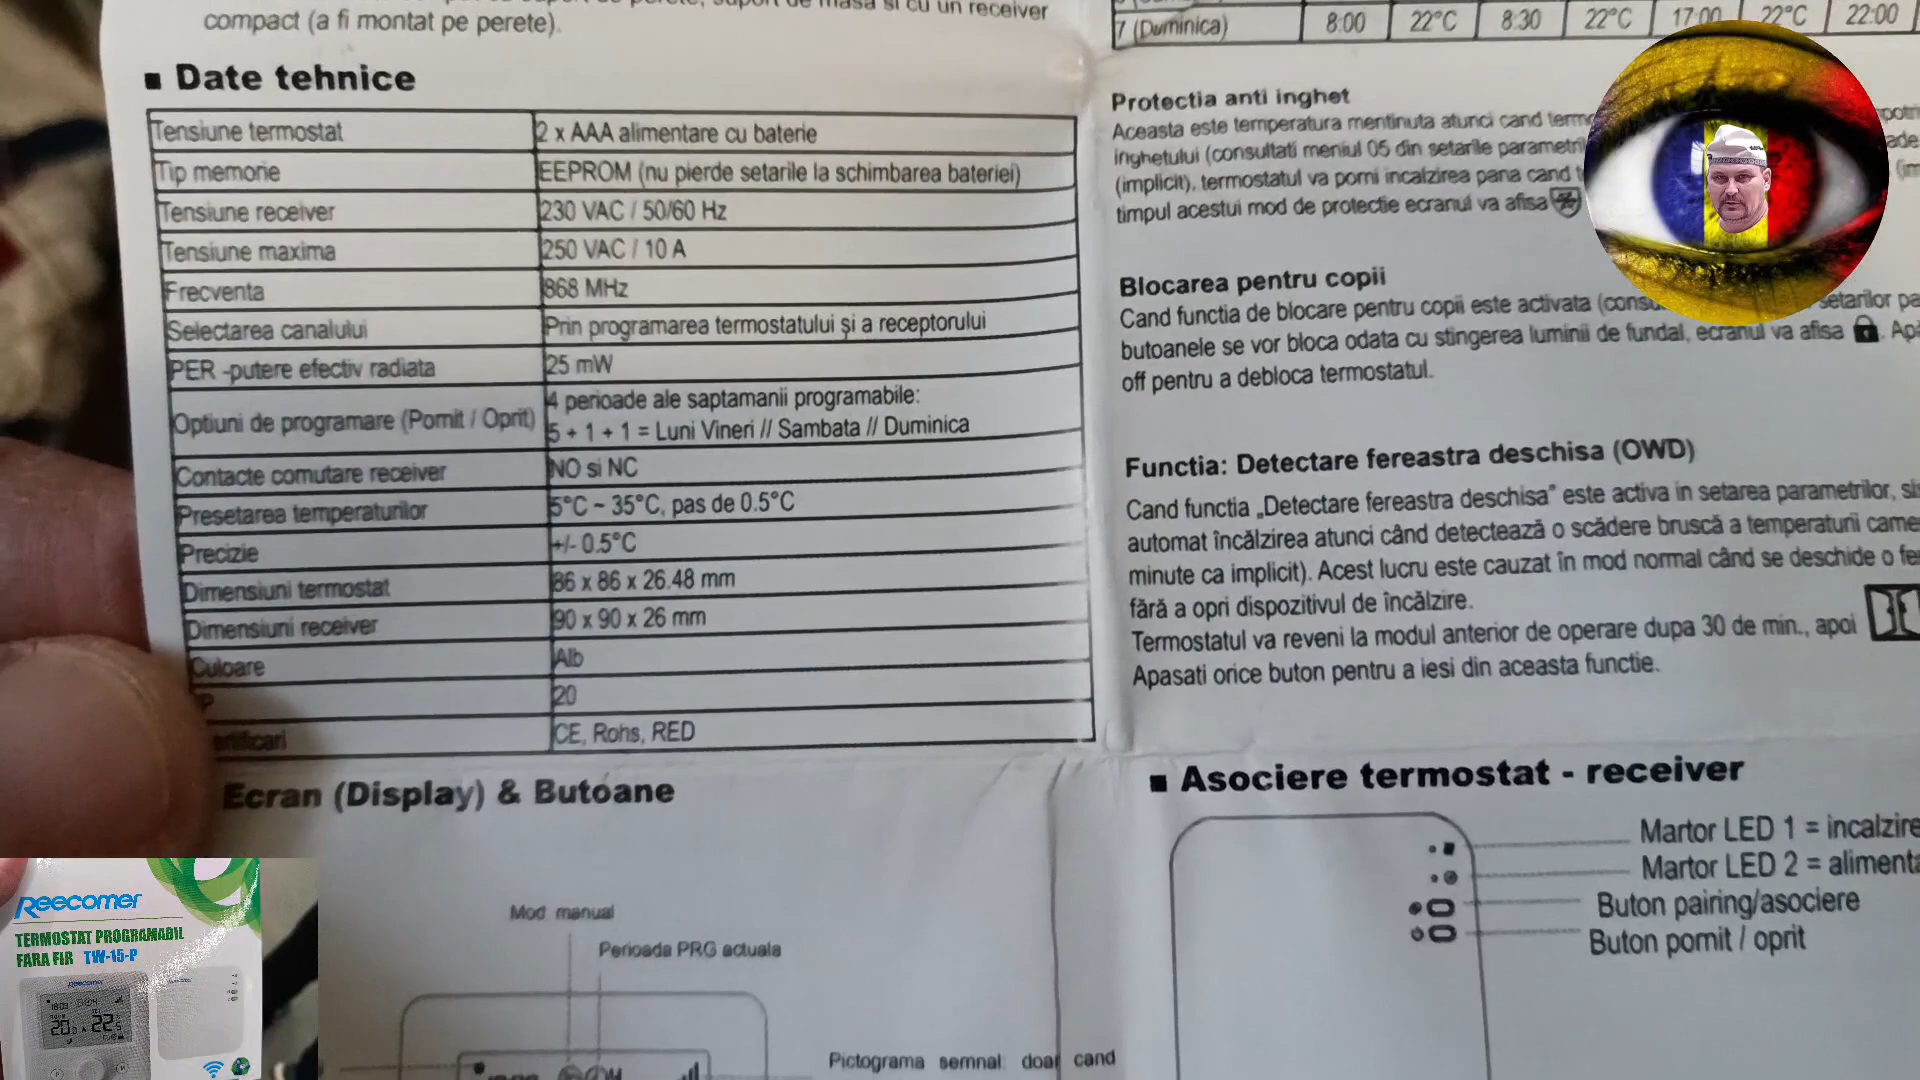 compact (a fi montat pe perete).
un receiver
■ Date tehnice
Tensiune termostat 2 x AAA alimentare cu baterie
Tip memorie EEPROM (nu pierde setarile la schimbarea bateriei)
Tensiune receiver 230 VAC / 50/60 Hz
Tensiune maxima 250 VAC / 10 A
Frecventa 868 MHz
Selectarea canalului Prin programarea termostatului şi a receptorului
PER -putere efectiv radiata 25 mW
Optiuni de programare (Pornit / Oprit) 4 perioade ale saptamanii programabile:
5 + 1 + 1 = Luni Vineri // Sambata // Duminica
Contacte comutare receiver NO si NC
Presetarea temperaturilor 5°C ~ 35°C, pas de 0.5°C
Precizie +/- 0.5°C
Dimensiuni termostat 86 x 86 x 26.48 mm
Dimensiuni receiver 90 x 90 x 26 mm
Culoare Alb
20
CE, Rohs, RED
Ecran (Display) & Butoane
Mod manual
Perioada PRG actuala
Pictograma semnal: doar cand
7 (Duminica) 8:00 22°C 8:30 22°C 17:00 22°C 22:00
Protectia anti inghet
Aceasta este temperatura mentinuta atunci cand
inghetului (consultati meniul 05 din setarile
(implicit), termostatul va porni incalzirea pana cand
timpul acestui mod de protectie ecranul va afisa
Blocarea pentru copii
Cand functia de blocare pentru copii este activata setarilor
butoanele se vor bloca odata cu stingerea luminii de fundal, ecranul va afisa
off pentru a debloca termostatul.
Functia: Detectare fereastra deschisa (OWD)
Cand functia „Detectare fereastra deschisa” este activa in setarea parametrilor,
automat încălzirea atunci când detectează o scădere bruscă a temperaturii
minute ca implicit). Acest lucru este cauzat în mod normal când se deschide o
fără a opri dispozitivul de încălzire.
Termostatul va reveni la modul anterior de operare dupa 30 de min., apoi
Apasati orice buton pentru a iesi din aceasta functie.
■ Asociere termostat - receiver
Martor LED 1 = incalzire
Martor LED 2 =
Buton pairing/asociere
Buton pornit / oprit
Reecomer
TERMOSTAT PROGRAMABIL
FARA FIR TW-15-P